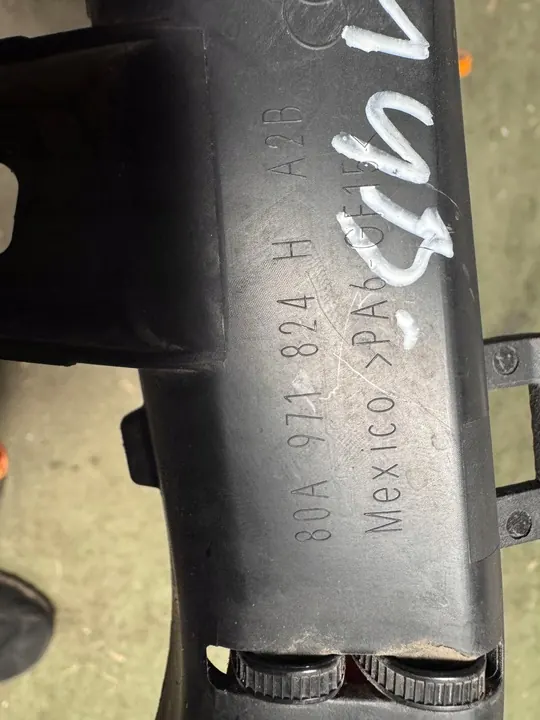 80A 971 824 H A2B
Mexico >PA6-GF15<